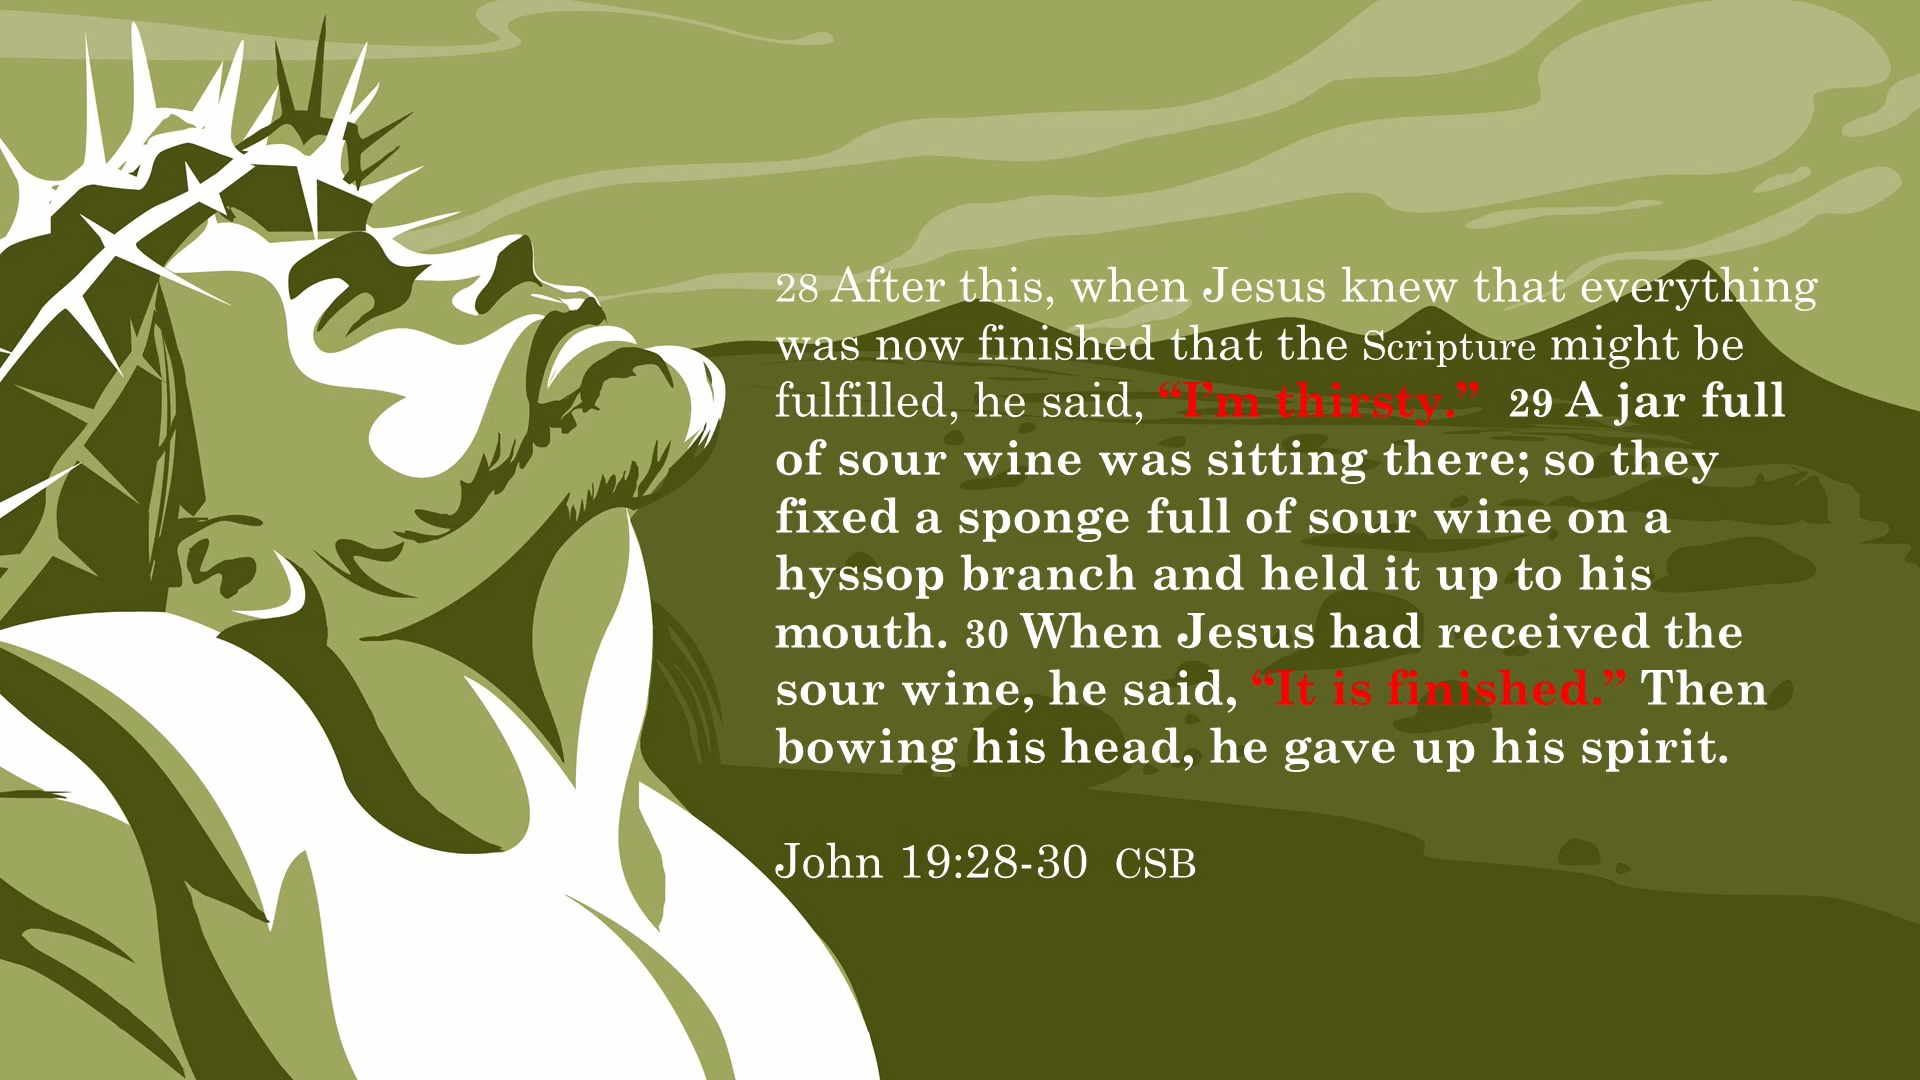 28 After this, when Jesus knew that everything
was now finished that the Scripture might be
fulfilled, he said, “I’m thirsty.” 29 A jar full
of sour wine was sitting there; so they
fixed a sponge full of sour wine on a
hyssop branch and held it up to his
mouth. 30 When Jesus had received the
sour wine, he said, “It is finished.” Then
bowing his head, he gave up his spirit.
John 19:28-30 CSB